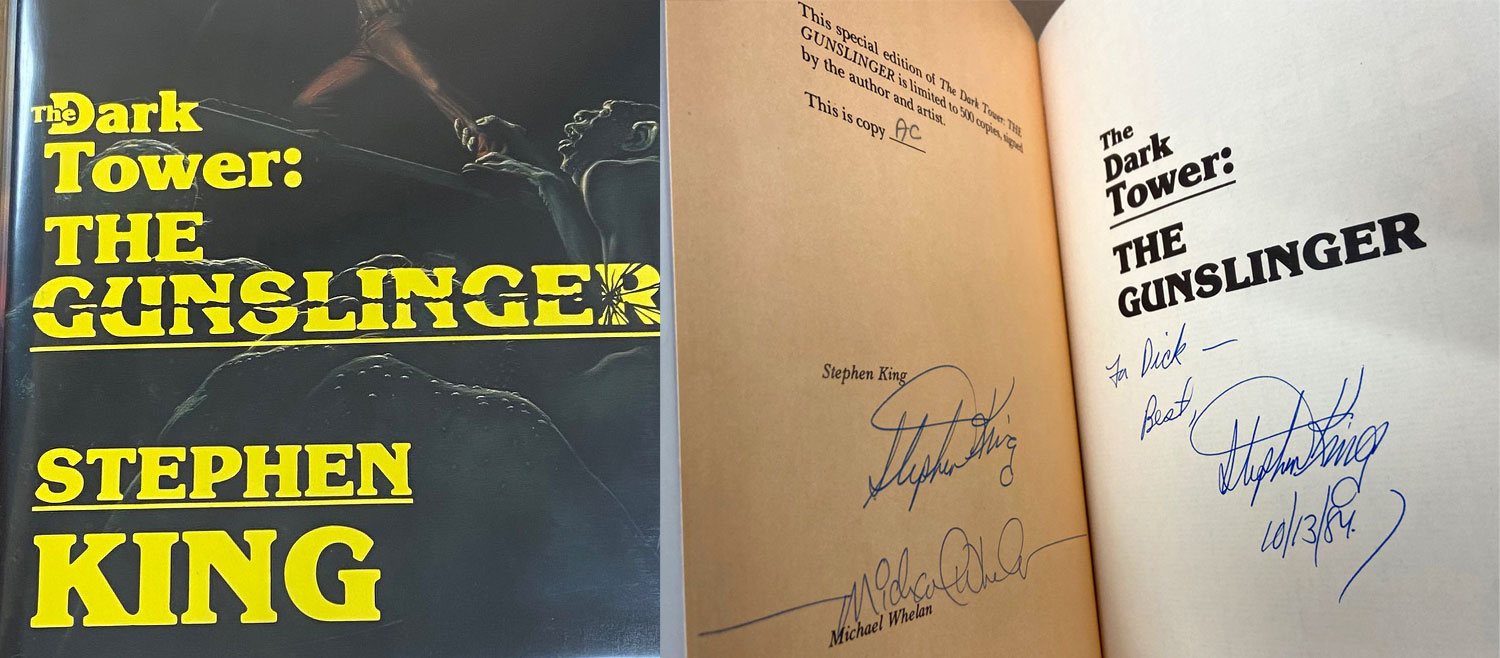 The Dark
Tower:
THE
GUNSLINGER
STEPHEN
KING
This special edition of The Dark Tower: THE
GUNSLINGER is limited to 500 copies, signed
by the author and artist.
This is copy AC
Stephen King
Stephen King
Michael Whelan
Michael Whelan
The
Dark
Tower:
THE
GUNSLINGER
To Dick —
Best,
Stephen King
10/13/84.